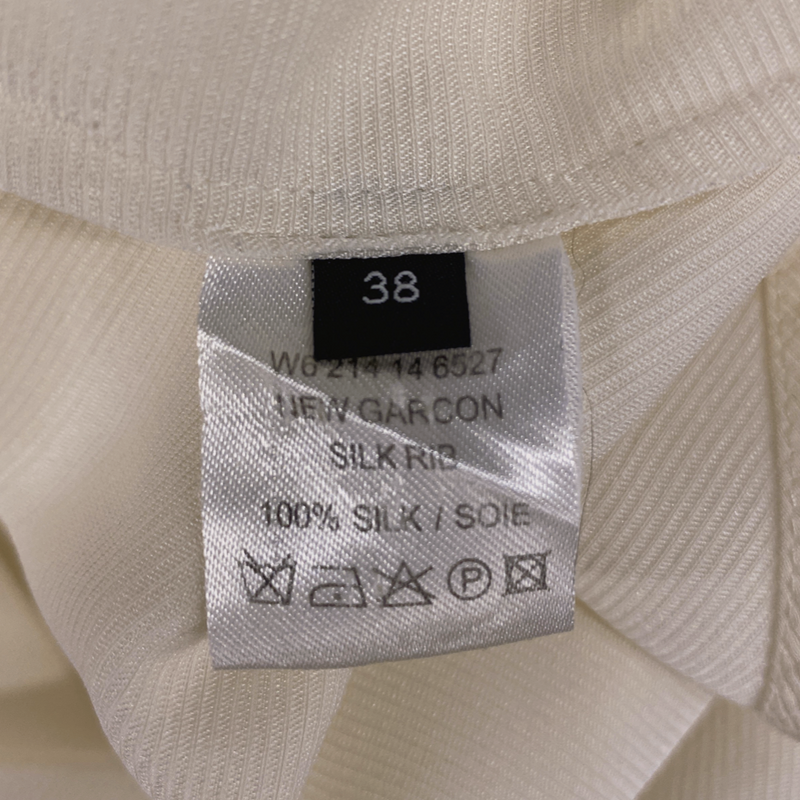 38
W6 214 14 6527
NEW GARCON
SILK RIB
100% SILK / SOIE
P